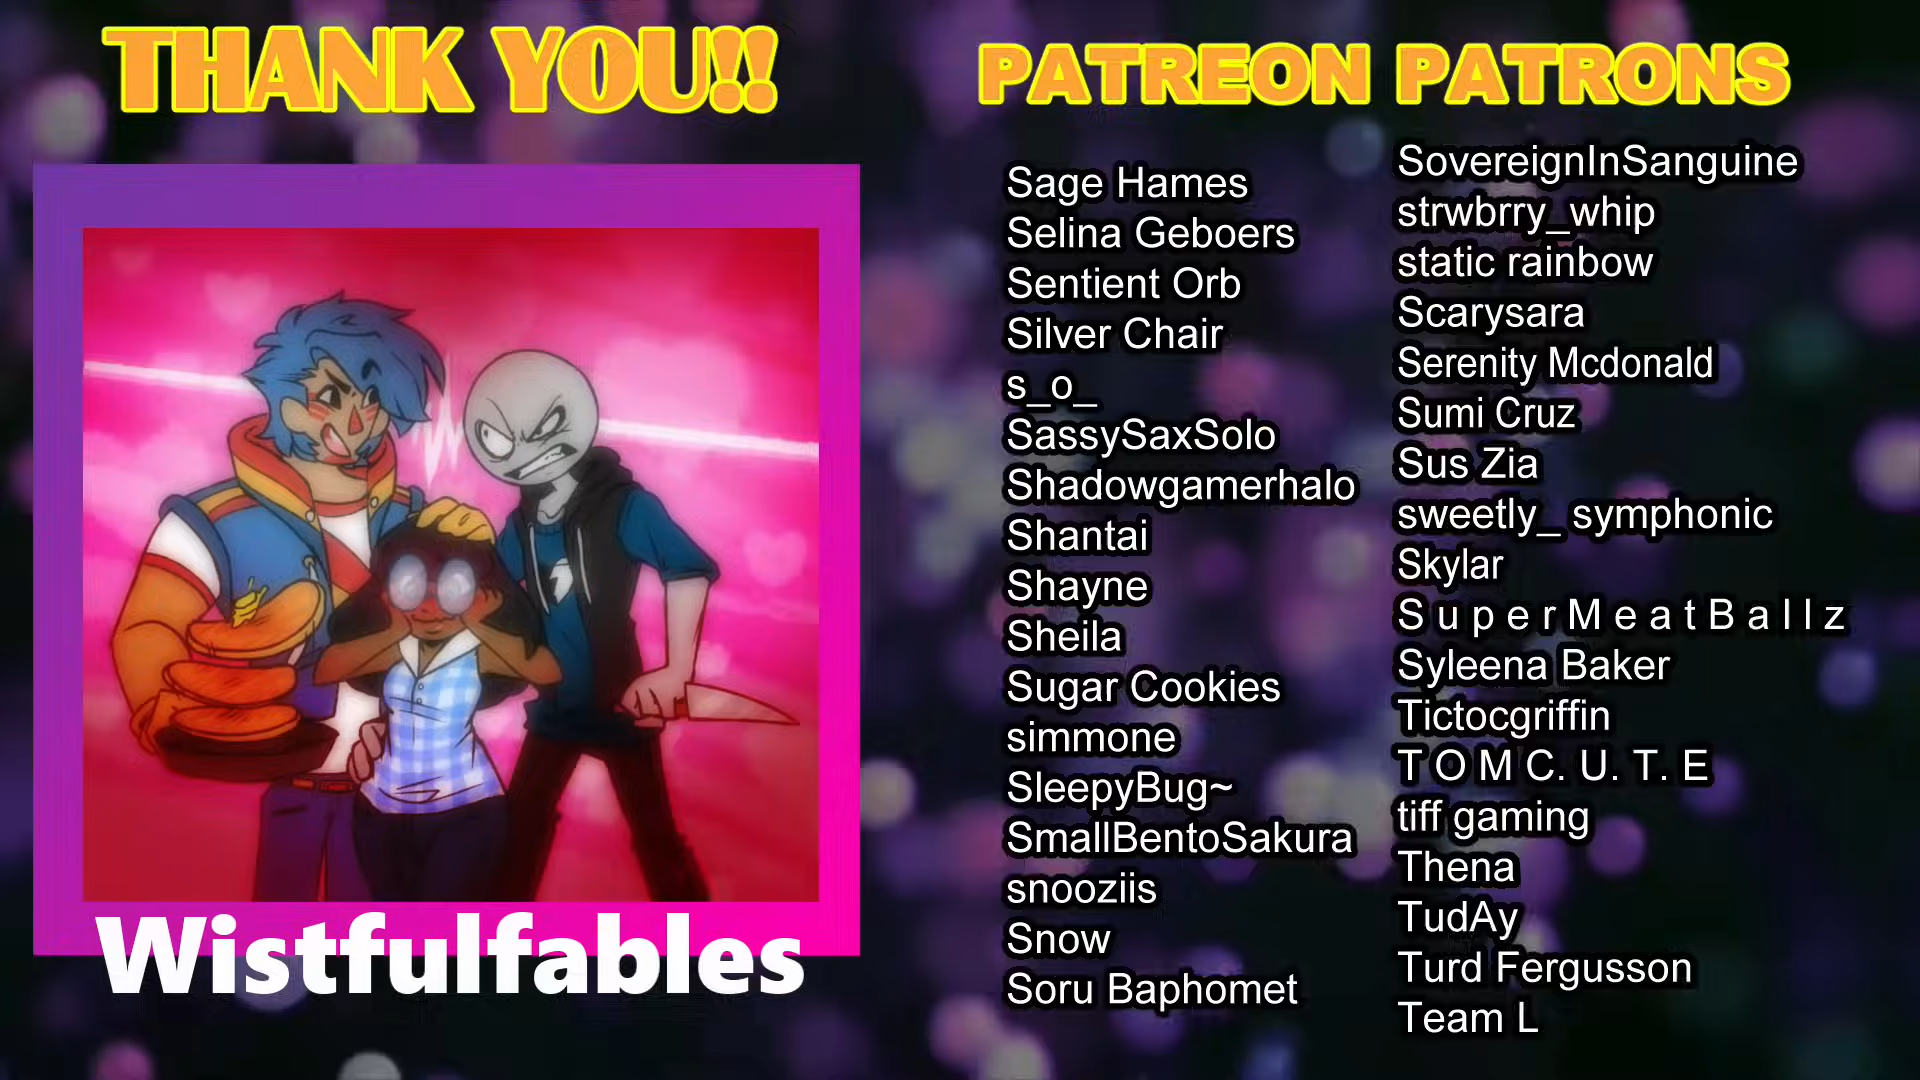 THANK YOU!!
Wistfulfables
PATREON PATRONS
Sage Hames
Selina Geboers
Sentient Orb
Silver Chair
s_o_
SassySaxSolo
Shadowgamerhalo
Shantai
Shayne
Sheila
Sugar Cookies
simmone
SleepyBug~
SmallBentoSakura
snooziis
Snow
Soru Baphomet
SovereignInSanguine
strwbrry_whip
static rainbow
Scarysara
Serenity Mcdonald
Sumi Cruz
Sus Zia
sweetly_ symphonic
Skylar
S u p e r M e a t B a l l z
Syleena Baker
Tictocgriffin
T O M C. U. T. E
tiff gaming
Thena
TudAy
Turd Fergusson
Team L